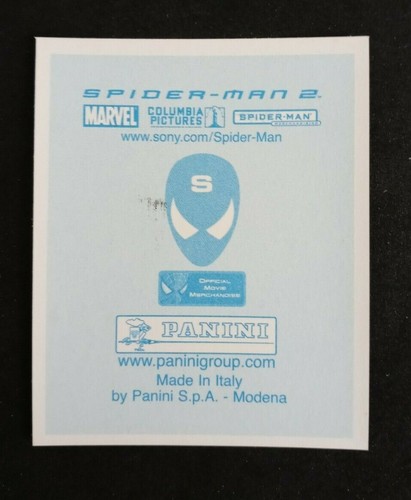 SPIDER-MAN 2™
MARVEL COLUMBIA PICTURES SPIDER-MAN
www.sony.com/Spider-Man
S
OFFICIAL
MOVIE
MERCHANDISE
PANINI
www.paninigroup.com
Made In Italy
by Panini S.p.A. - Modena